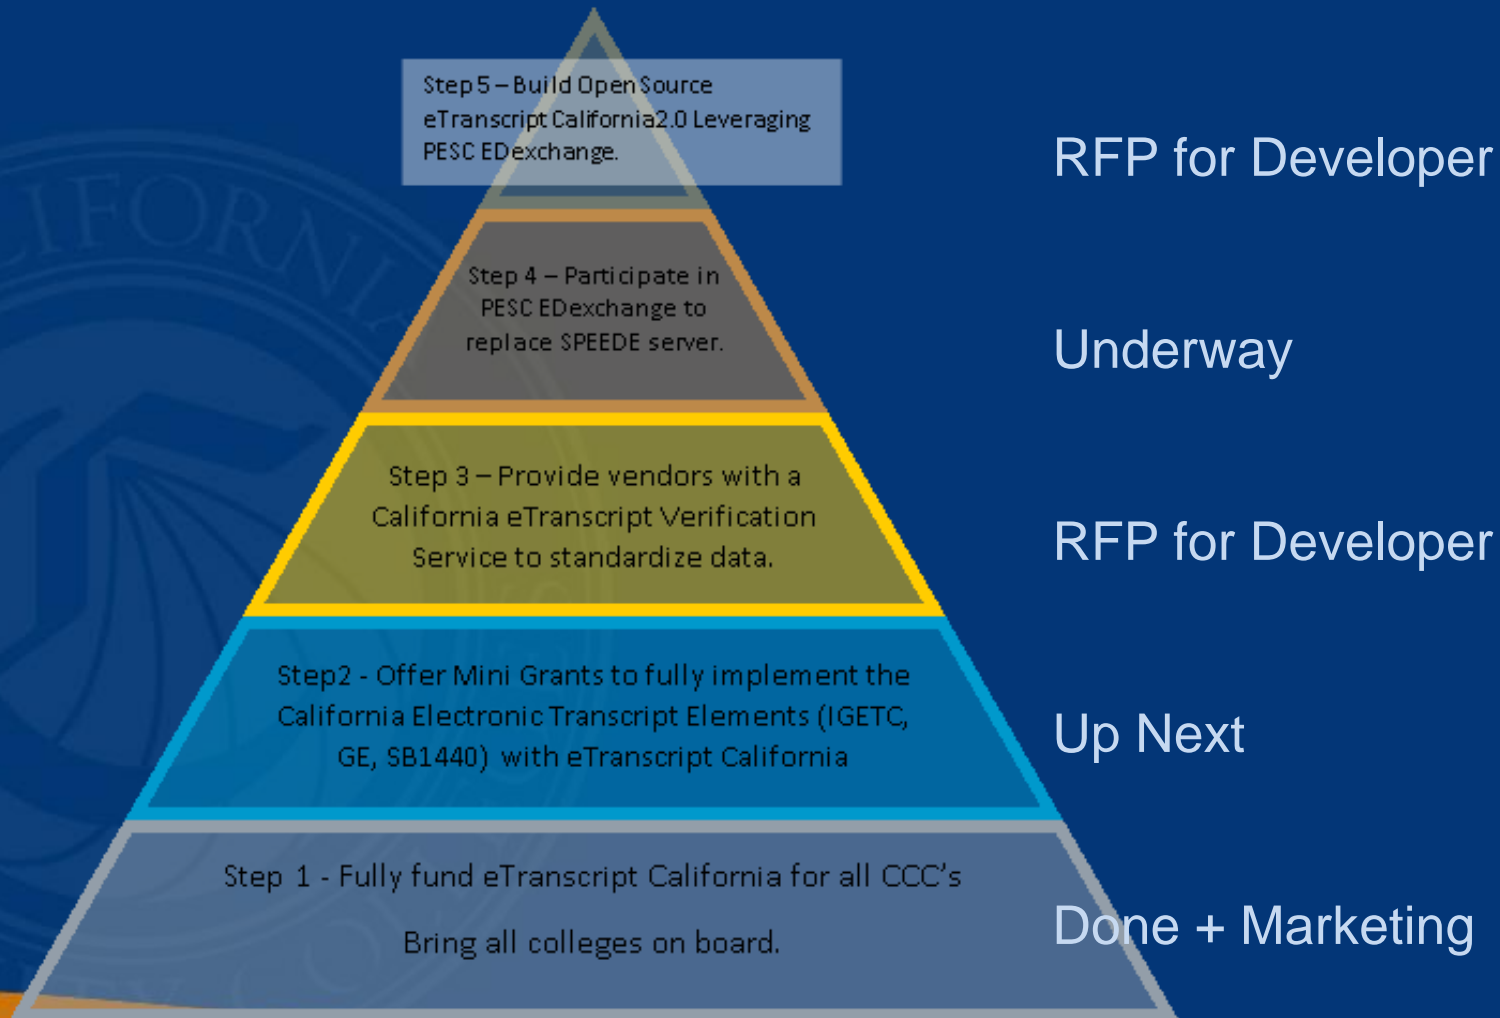 Step 5 – Build Open Source
eTranscript California2.0 Leveraging
PESC EDexchange.
RFP for Developer
Step 4 – Participate in
PESC EDexchange to
replace SPEEDE server.
Underway
Step 3 – Provide vendors with a
California eTranscript Verification
Service to standardize data.
RFP for Developer
Step2 - Offer Mini Grants to fully implement the
California Electronic Transcript Elements (IGETC,
GE, SB1440) with eTranscript California
Up Next
Step 1 - Fully fund eTranscript California for all CCC’s
Bring all colleges on board.
Done + Marketing